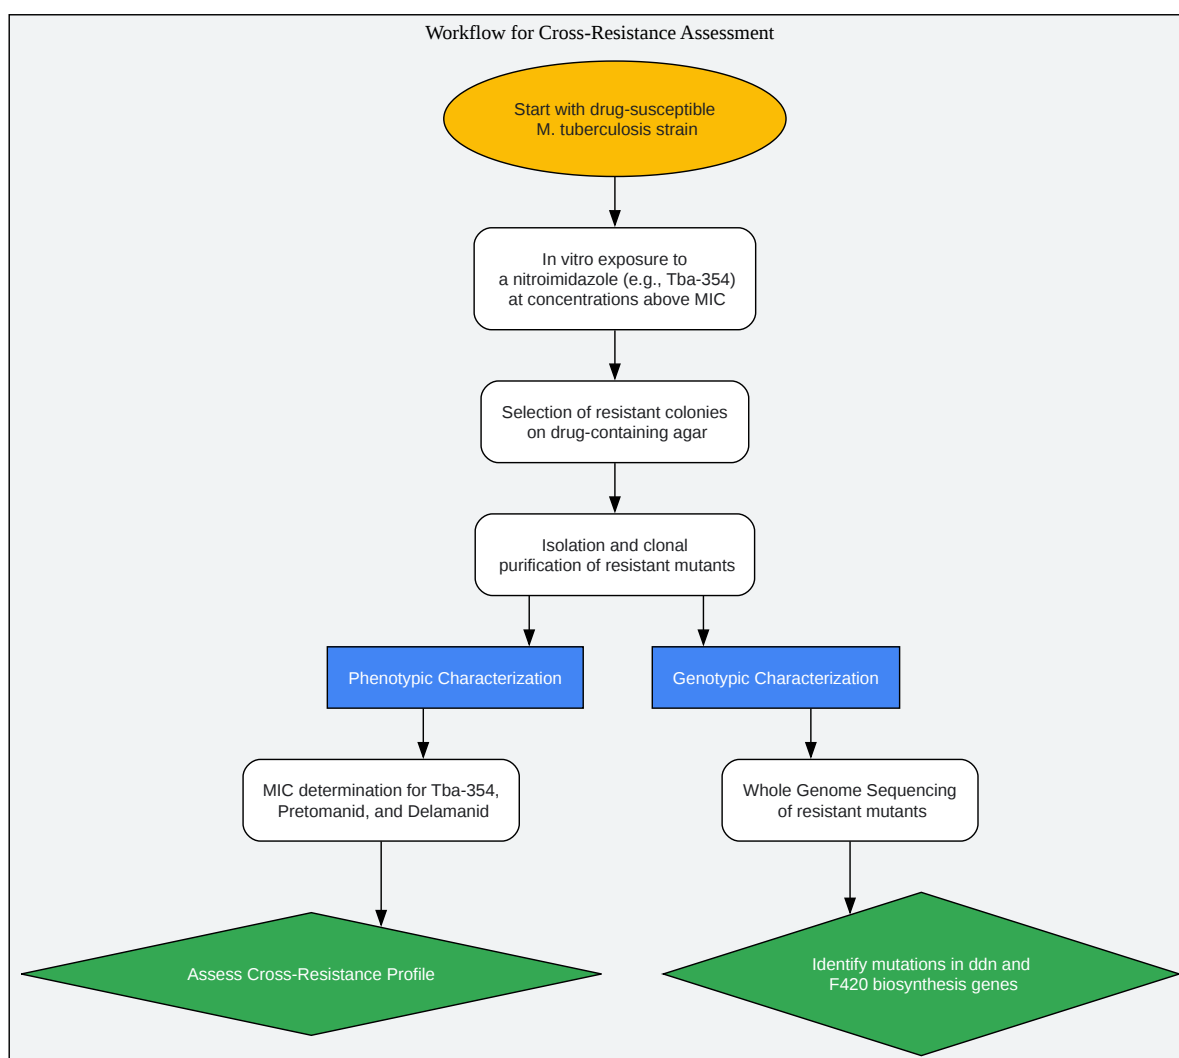 Workflow for Cross-Resistance Assessment
Start with drug-susceptible
M. tuberculosis strain
In vitro exposure to
a nitroimidazole (e.g., Tba-354)
at concentrations above MIC
Selection of resistant colonies
on drug-containing agar
Isolation and clonal
purification of resistant mutants
Phenotypic Characterization
Genotypic Characterization
MIC determination for Tba-354,
Pretomanid, and Delamanid
Whole Genome Sequencing
of resistant mutants
Assess Cross-Resistance Profile
Identify mutations in ddn and
F420 biosynthesis genes